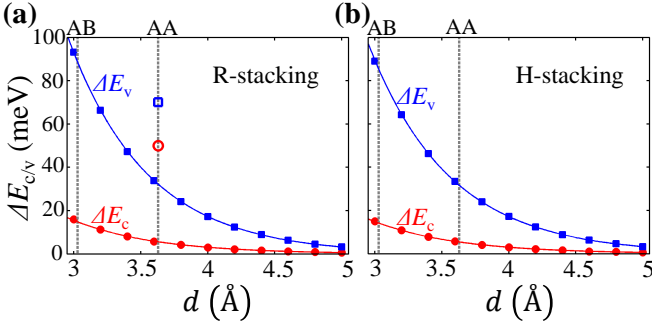 (a)
AB
AA
100
80
60
40
20
0
ΔE_c/v (meV)
ΔE_v
ΔE_c
R-stacking
3
3.5
4
4.5
5
d (Å)
(b)
AB
AA
ΔE_v
ΔE_c
H-stacking
3
3.5
4
4.5
5
d (Å)